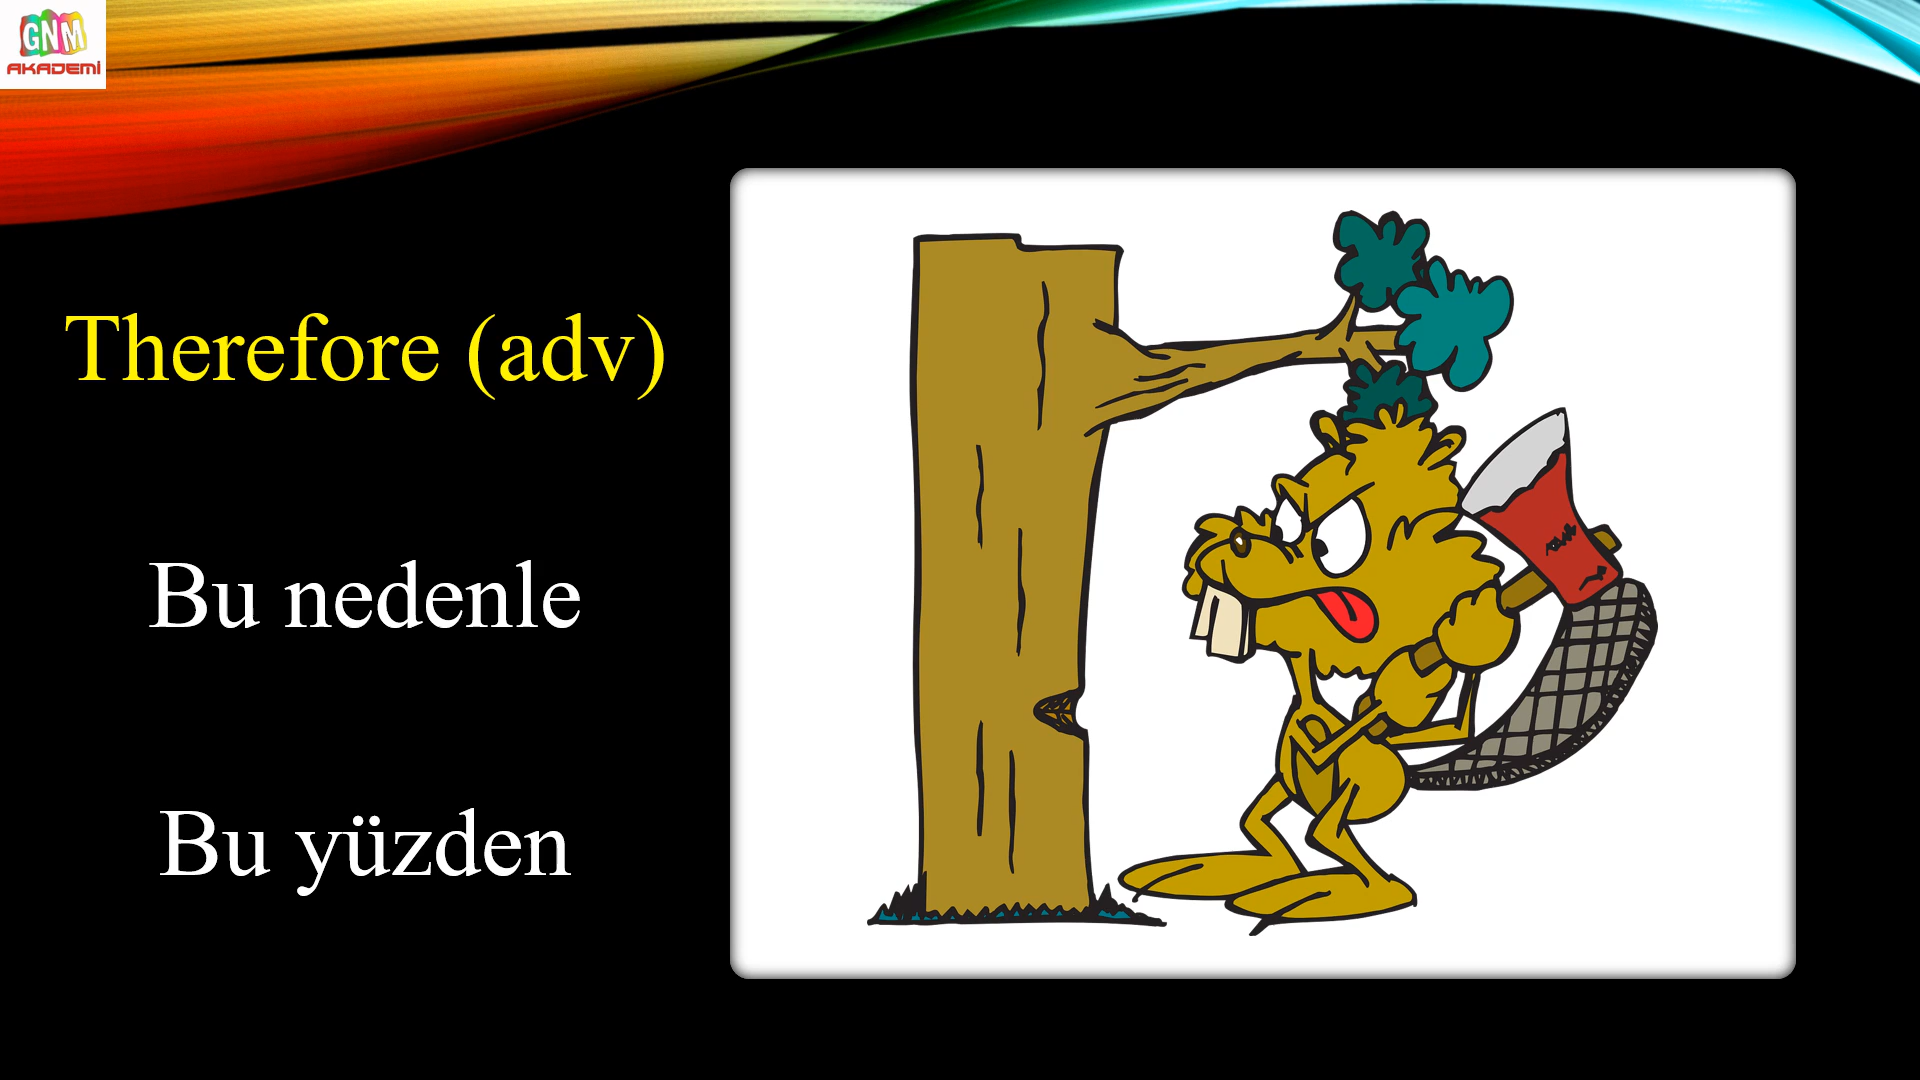 GNM
AKADEMİ
Therefore (adv)
Bu nedenle
Bu yüzden